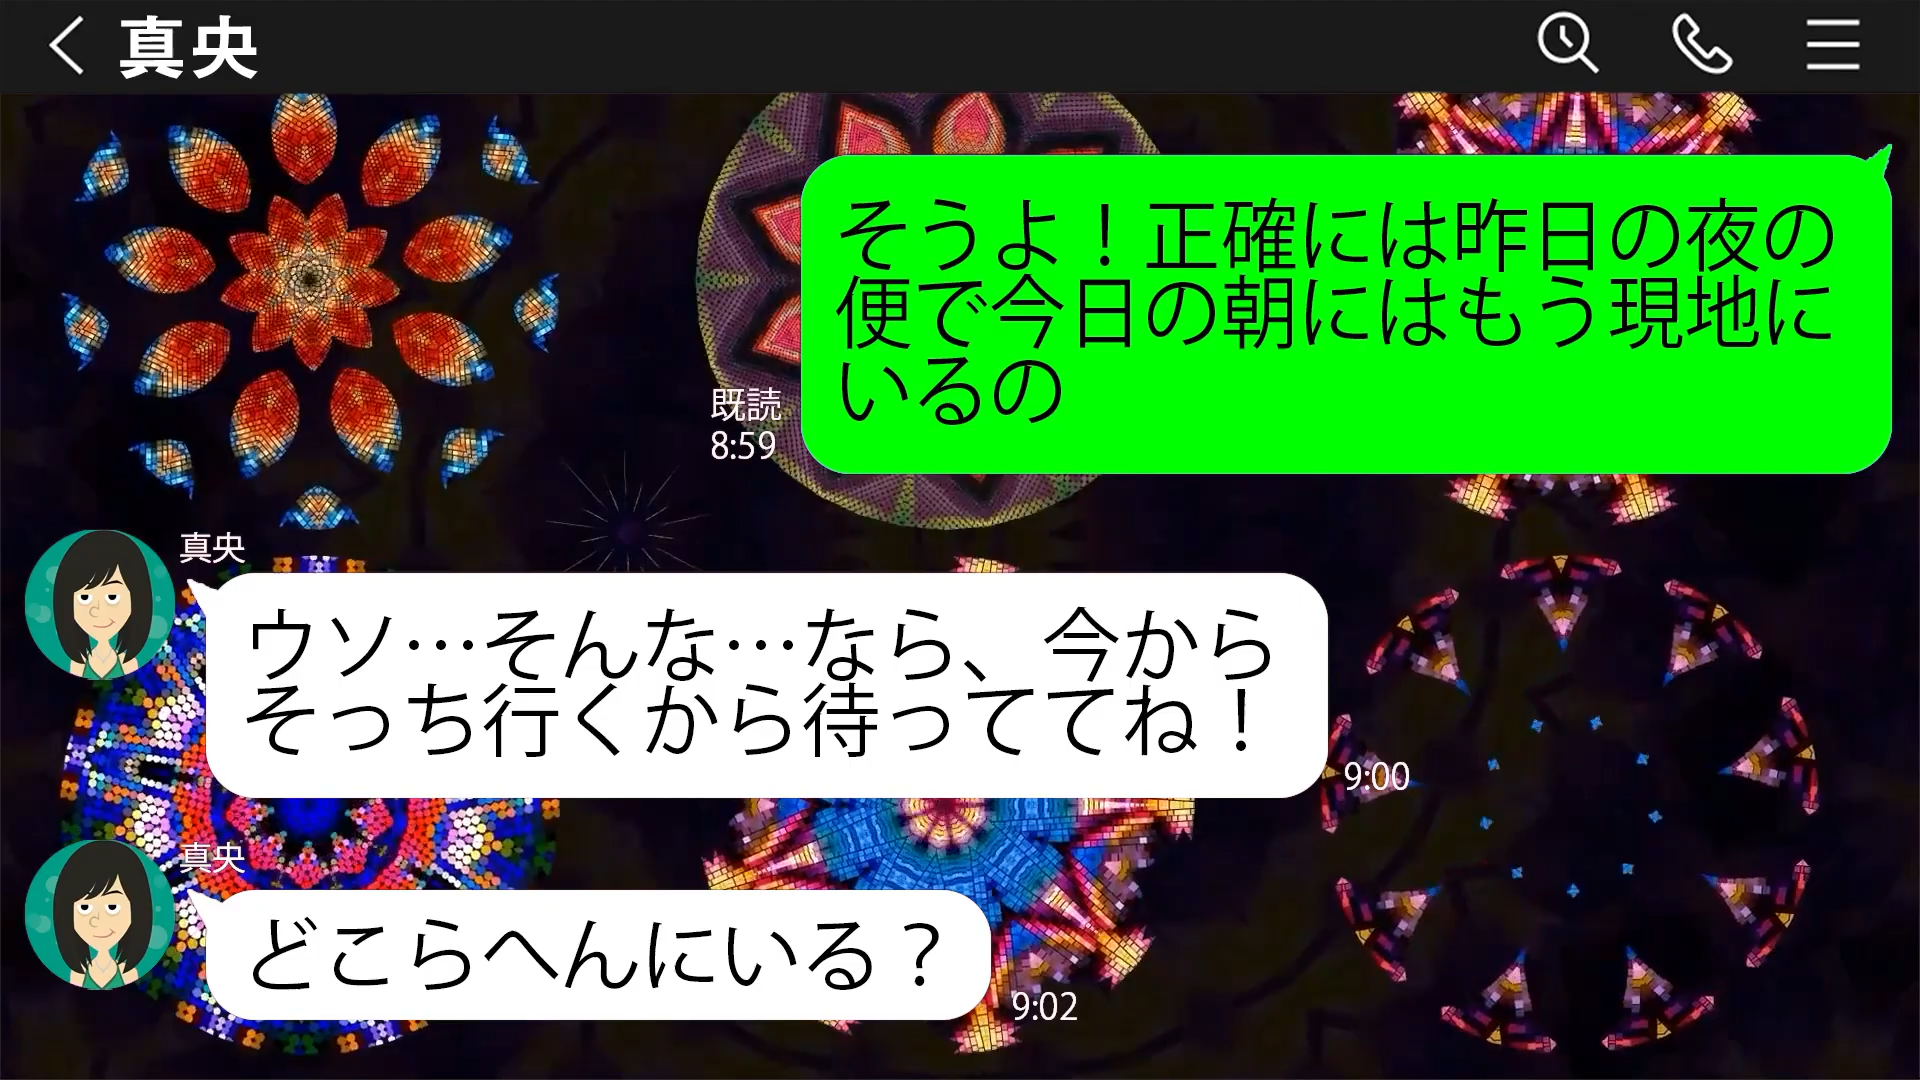 真央
そうよ！正確には昨日の夜の
便で今日の朝にはもう現地に
いるの
既読
8:59
真央
ウソ…そんな…なら、今から
そっち行くから待っててね！
9:00
真央
どこらへんにいる？
9:02